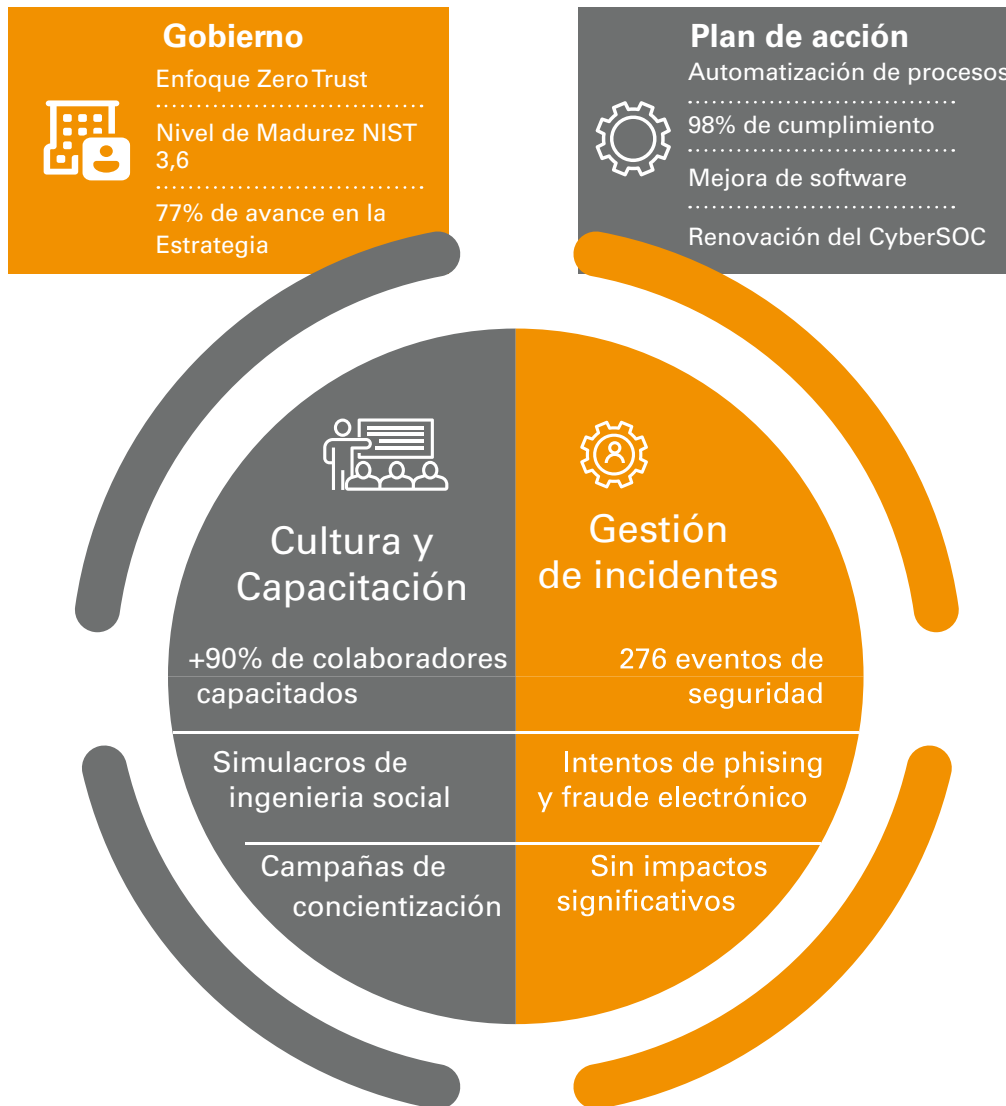 Gobierno
Enfoque Zero Trust
Nivel de Madurez NIST
3,6
77% de avance en la
Estrategia
Plan de acción
Automatización de procesos
98% de cumplimiento
Mejora de software
Renovación del CyberSOC
Cultura y
Capacitación
+90% de colaboradores
capacitados
Simulacros de
ingenieria social
Campañas de
concientización
Gestión
de incidentes
276 eventos de
seguridad
Intentos de phising
y fraude electrónico
Sin impactos
significativos